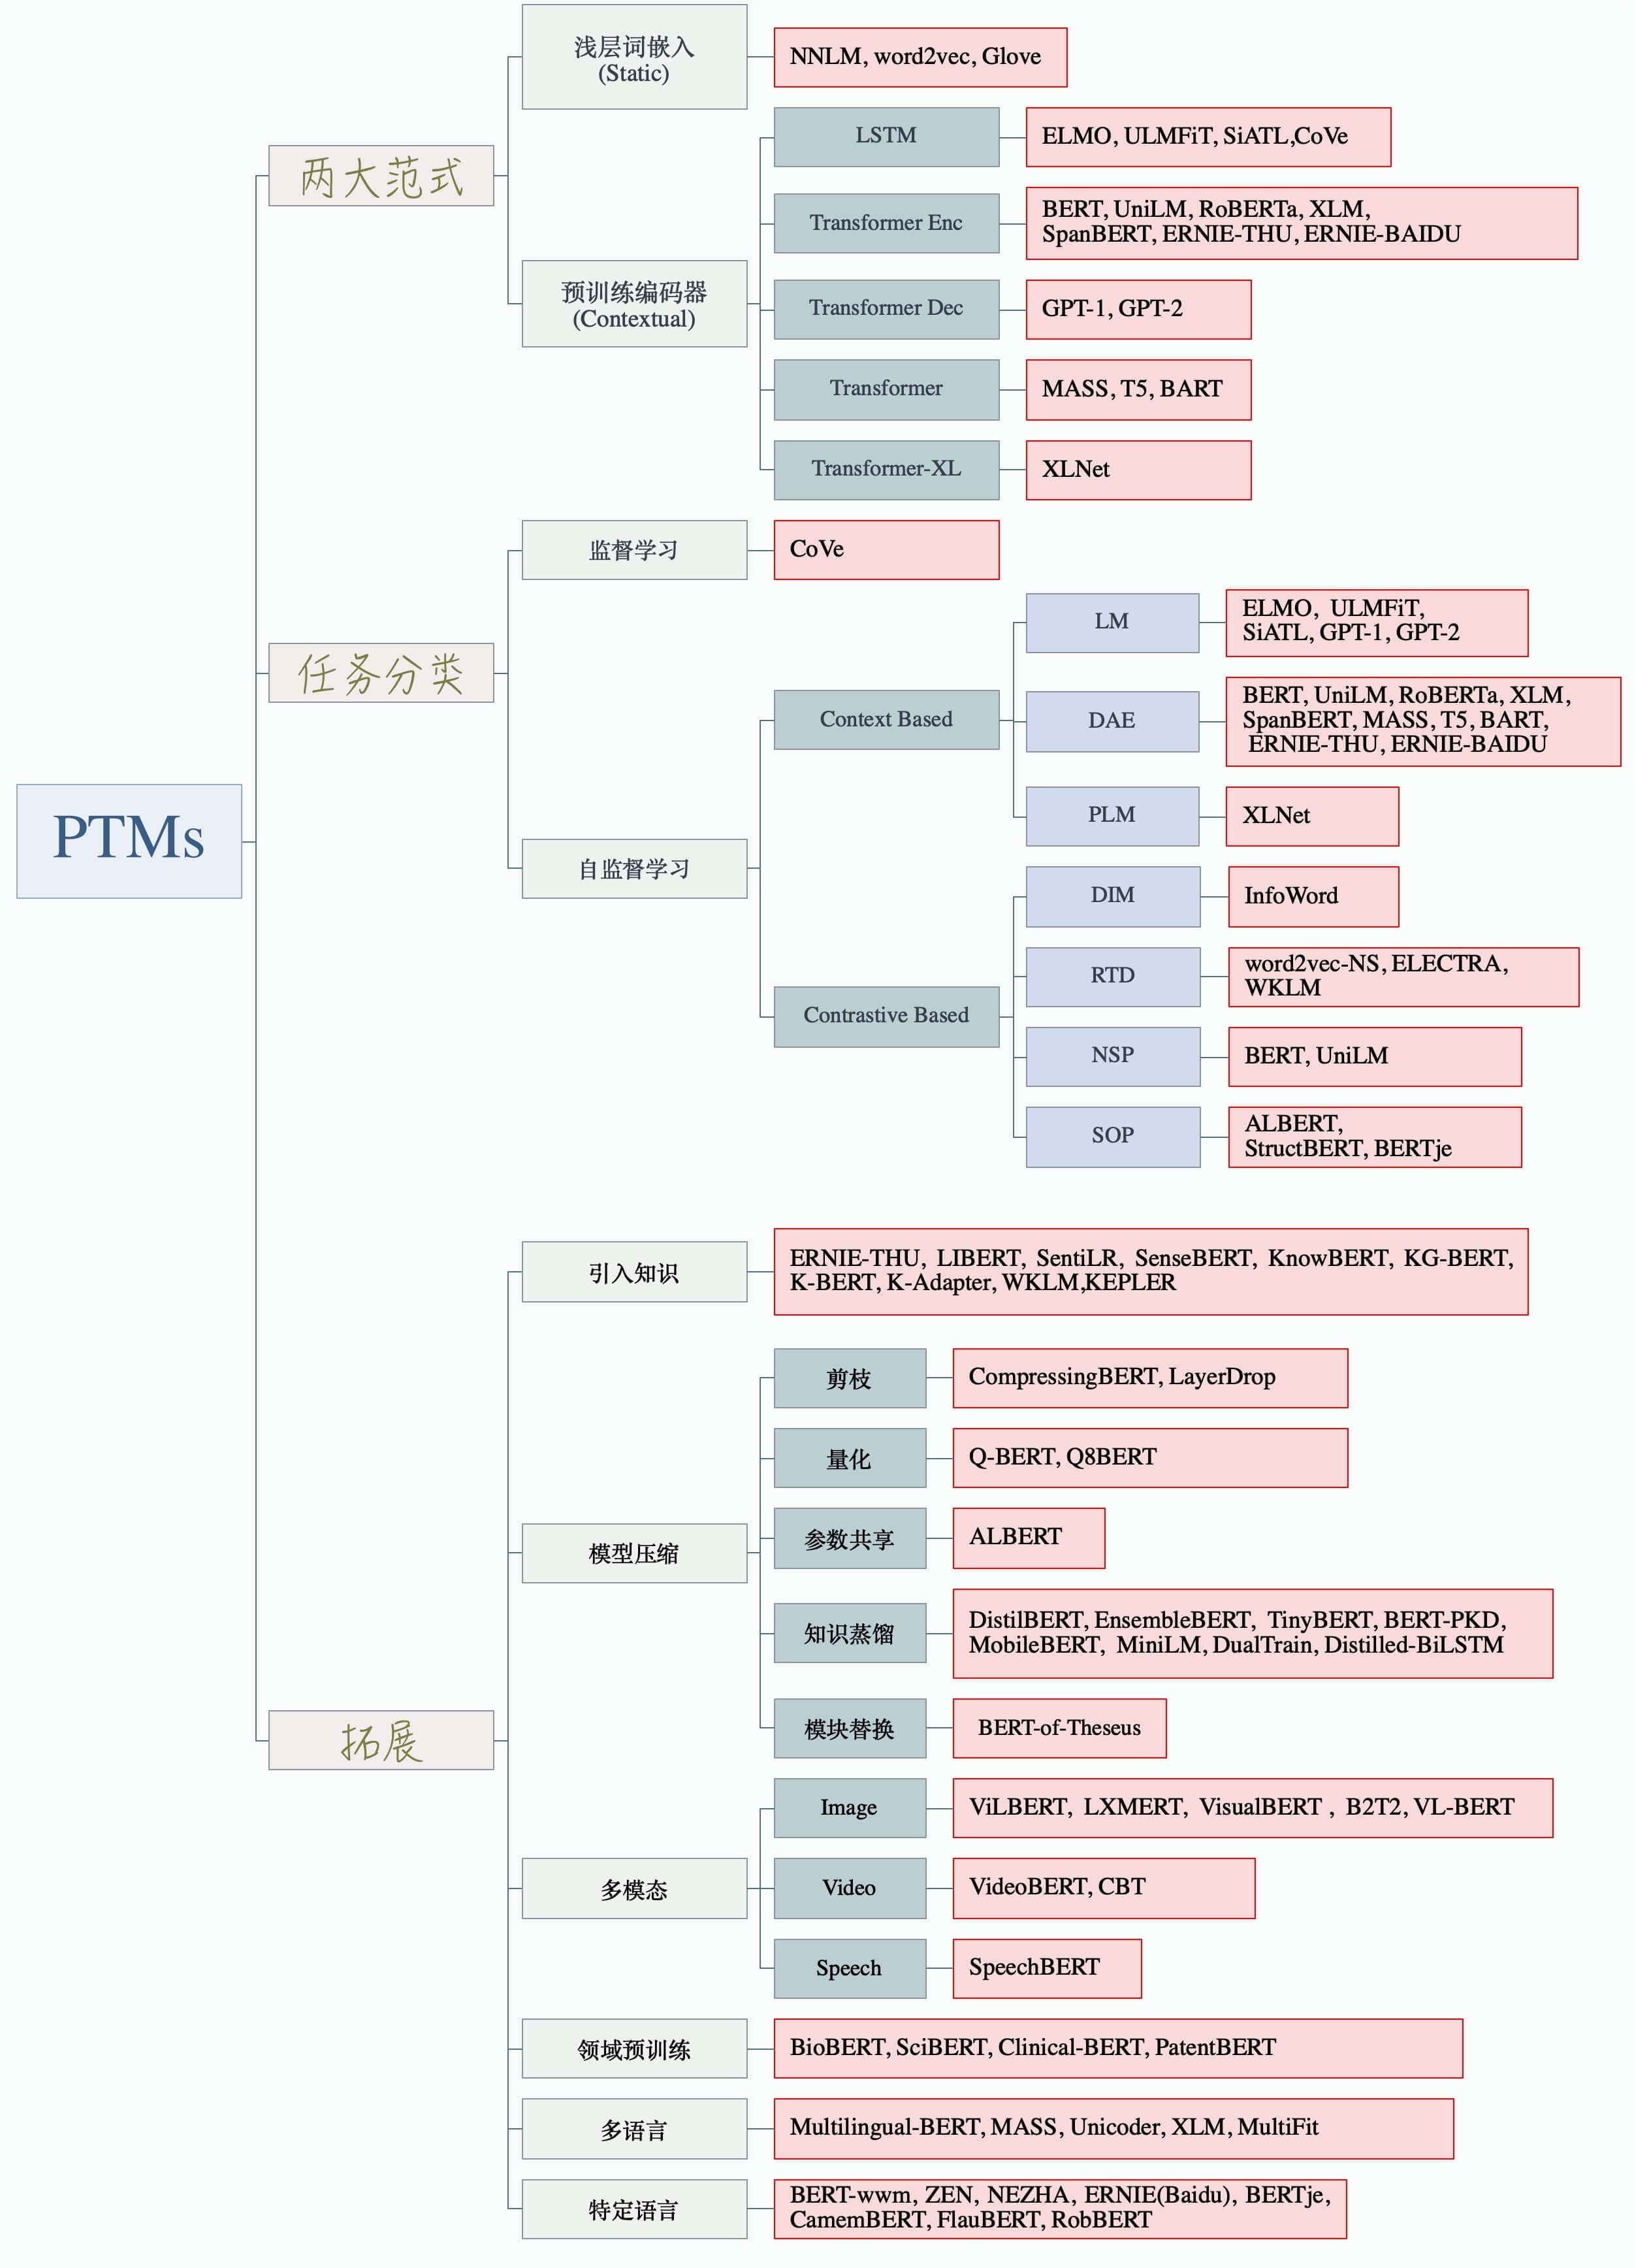 PTMs
两大范式
浅层词嵌入
(Static)
NNLM, word2vec, Glove
预训练编码器
(Contextual)
LSTM
ELMO, ULMFiT, SiATL,CoVe
Transformer Enc
BERT, UniLM, RoBERTa, XLM,
SpanBERT, ERNIE-THU, ERNIE-BAIDU
Transformer Dec
GPT-1, GPT-2
Transformer
MASS, T5, BART
Transformer-XL
XLNet
任务分类
监督学习
CoVe
自监督学习
Context Based
LM
ELMO, ULMFiT,
SiATL, GPT-1, GPT-2
DAE
BERT, UniLM, RoBERTa, XLM,
SpanBERT, MASS, T5, BART,
ERNIE-THU, ERNIE-BAIDU
PLM
XLNet
Contrastive Based
DIM
InfoWord
RTD
word2vec-NS, ELECTRA,
WKLM
NSP
BERT, UniLM
SOP
ALBERT,
StructBERT, BERTje
拓展
引入知识
ERNIE-THU, LIBERT, SentiLR, SenseBERT, KnowBERT, KG-BERT,
K-BERT, K-Adapter, WKLM,KEPLER
模型压缩
剪枝
CompressingBERT, LayerDrop
量化
Q-BERT, Q8BERT
参数共享
ALBERT
知识蒸馏
DistilBERT, EnsembleBERT, TinyBERT, BERT-PKD,
MobileBERT, MiniLM, DualTrain, Distilled-BiLSTM
模块替换
BERT-of-Theseus
多模态
Image
ViLBERT, LXMERT, VisualBERT , B2T2, VL-BERT
Video
VideoBERT, CBT
Speech
SpeechBERT
领域预训练
BioBERT, SciBERT, Clinical-BERT, PatentBERT
多语言
Multilingual-BERT, MASS, Unicoder, XLM, MultiFit
特定语言
BERT-wwm, ZEN, NEZHA, ERNIE(Baidu), BERTje,
CamemBERT, FlauBERT, RobBERT